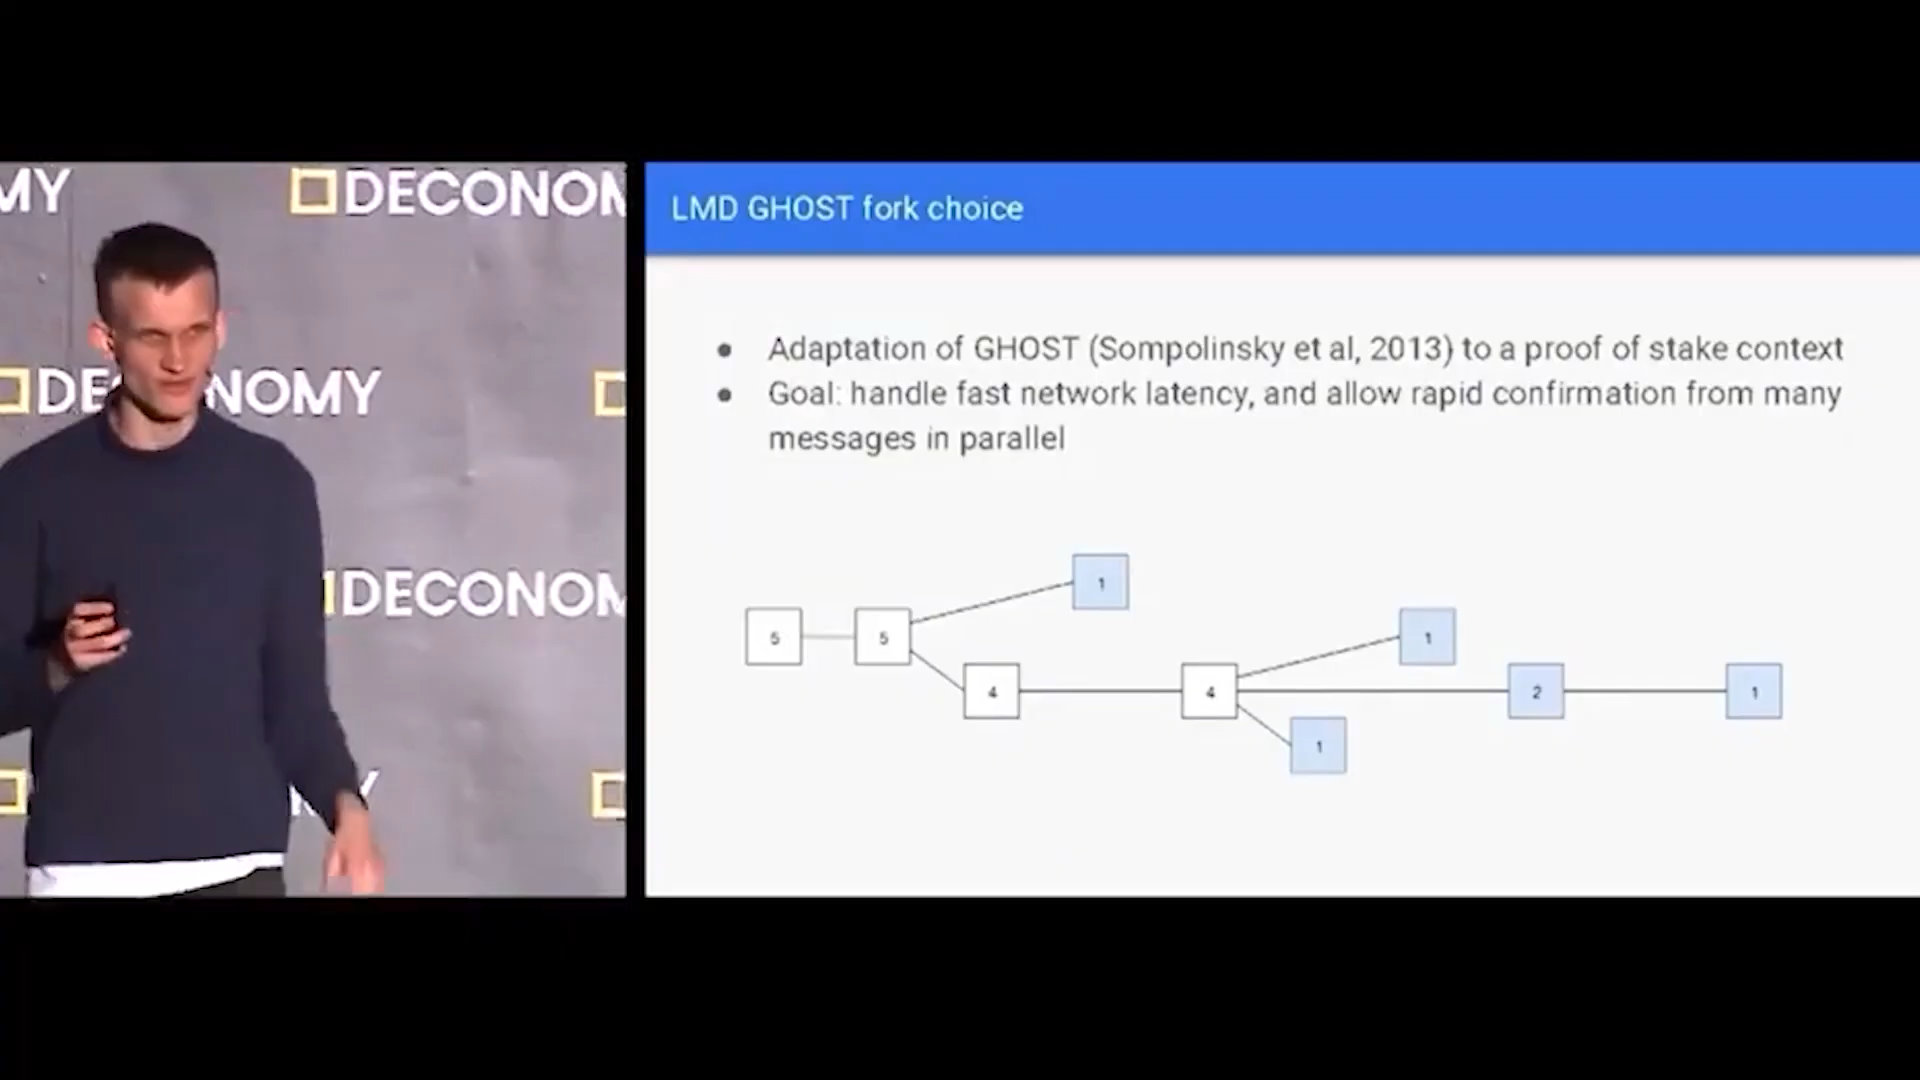 MY
DECONOM
DECONOMY
DECONOM
LMD GHOST fork choice
● Adaptation of GHOST (Sompolinsky et al, 2013) to a proof of stake context
● Goal: handle fast network latency, and allow rapid confirmation from many
messages in parallel
1
5 5 1
4 4 2 1
1